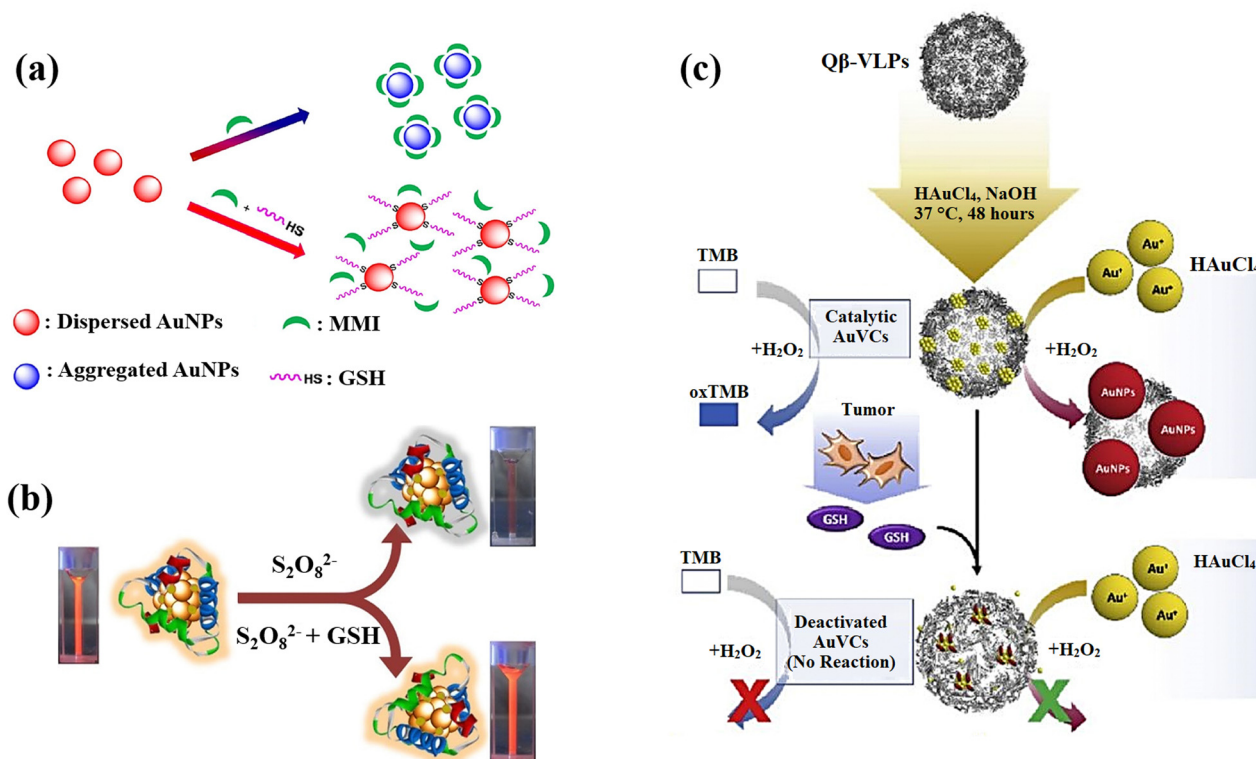 (a)
HS
S S S S
S S S S
S S S S
S S S S
: Dispersed AuNPs
: MMI
: Aggregated AuNPs
HS : GSH
(b)
S₂O₈²⁻
S₂O₈²⁻ + GSH
(c)
Qβ-VLPs
HAuCl₄, NaOH
37 °C, 48 hours
TMB
Catalytic
AuVCs
+H₂O₂
oxTMB
Au⁺
Au⁺
Au⁺
HAuCl
+H₂O₂
AuNPs
AuNPs
AuNPs
Tumor
GSH
GSH
TMB
+H₂O₂
Deactivated
AuVCs
(No Reaction)
X
Au⁺
Au⁺
Au⁺
HAuCl₄
+H₂O₂
X